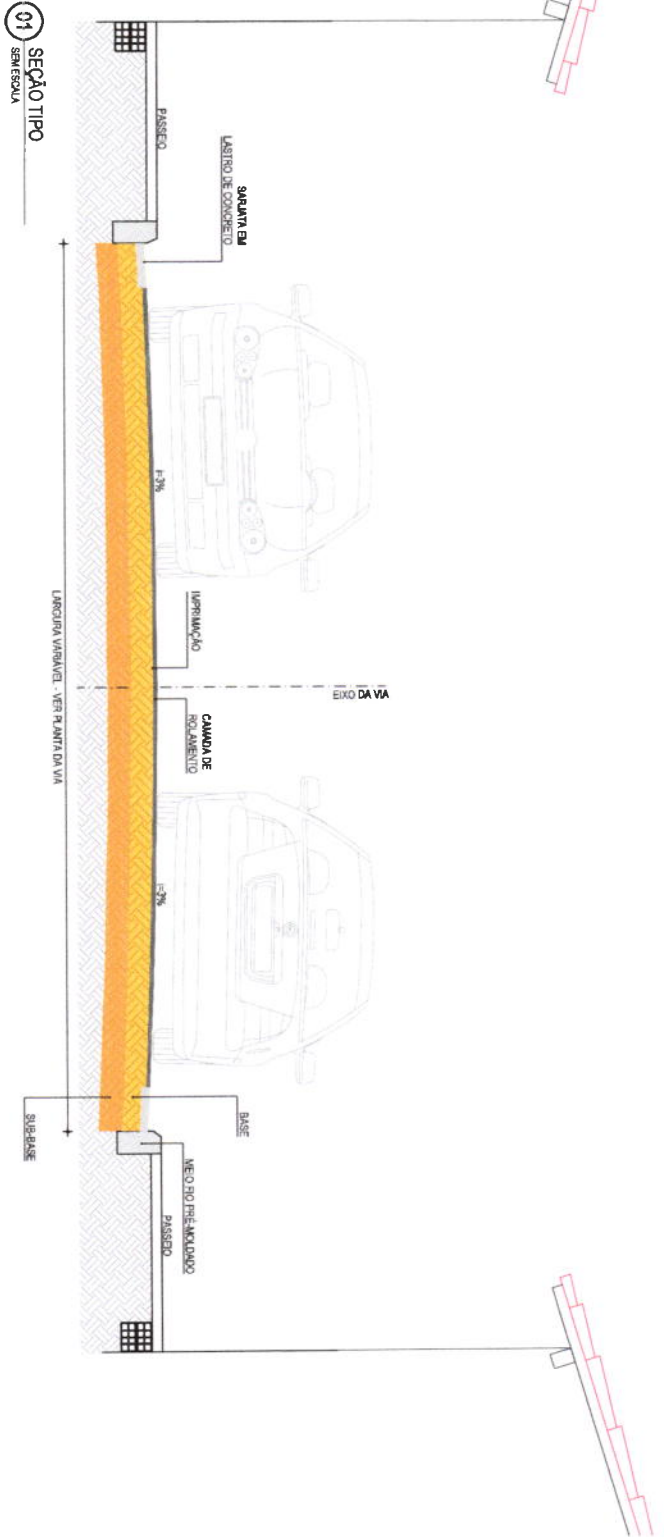 EIXO DA VIA
SARJATA EM
LASTRO DE CONCRETO
PASSEIO
i=3%
IMPRIMAÇÃO
CAMADA DE
ROLAMENTO
i=3%
BASE
MEIO FIO PRÉ-MOLDADO
PASSEIO
SUB-BASE
LARGURA VARIÁVEL - VER PLANTA DA VIA
01
SEÇÃO TIPO
SEM ESCALA